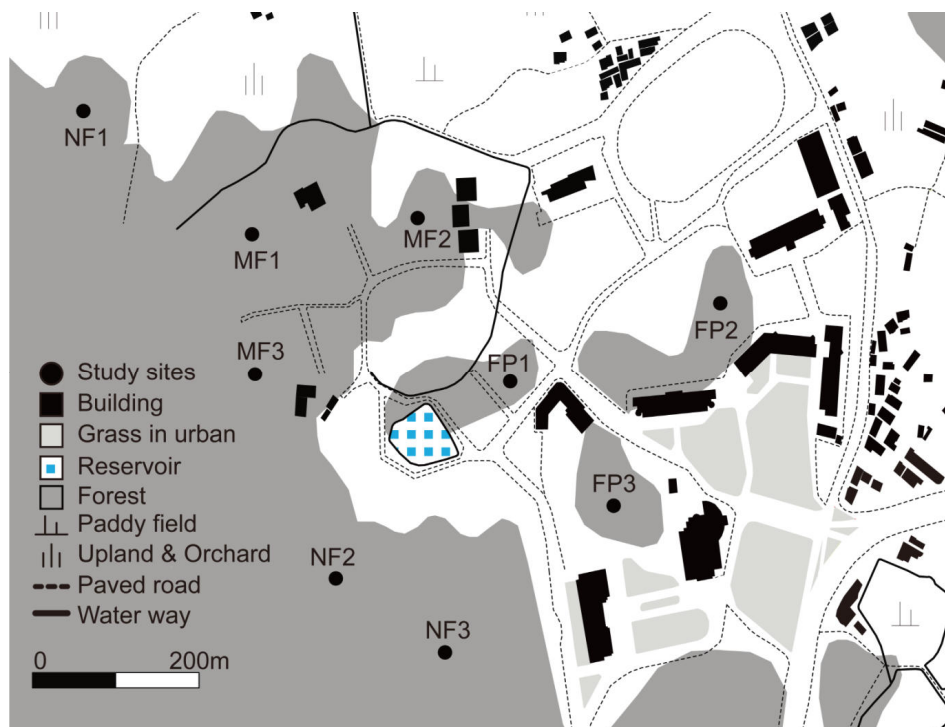 NF1
MF2
MF1
FP2
MF3
FP1
Study sites
Building
Grass in urban
Reservoir
Forest
FP3
Paddy field
Upland & Orchard
NF2
Paved road
Water way
NF3
0 200m